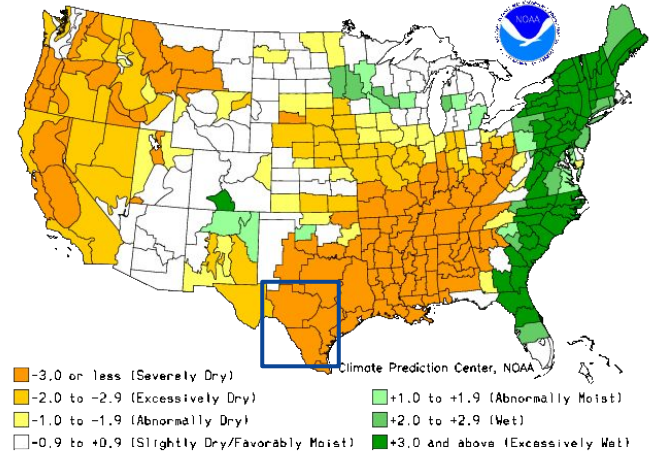 NOAA
Climate Prediction Center, NOAA
-3.0 or less (Severely Dry)
-2.0 to -2.9 (Excessively Dry)
-1.0 to -1.9 (Abnormally Dry)
-0.9 to +0.9 (Slightly Dry/Favorably Moist)
+1.0 to +1.9 (Abnormally Moist)
+2.0 to +2.9 (Wet)
+3.0 and above (Excessively Wet)